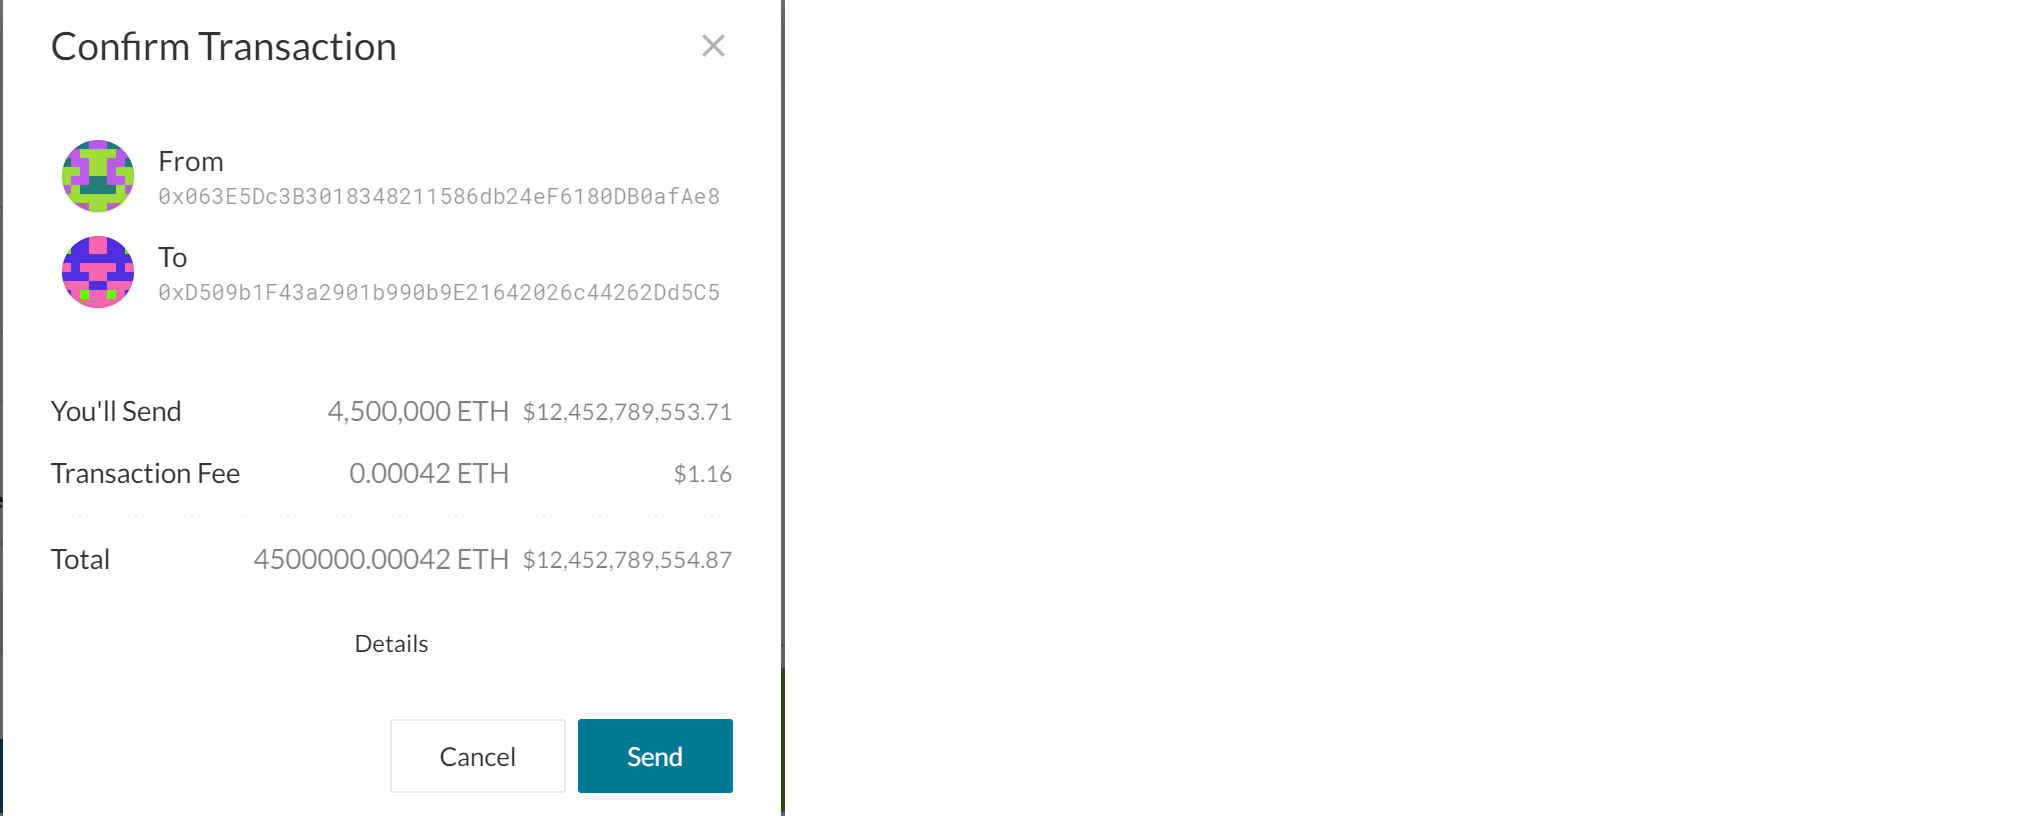 Confirm Transaction
From
0x063E5Dc3B3018348211586db24eF6180DB0afAe8
To
0xD509b1F43a2901b990b9E21642026c44262Dd5C5
You'll Send 4,500,000 ETH $12,452,789,553.71
Transaction Fee 0.00042 ETH $1.16
Total 4500000.00042 ETH $12,452,789,554.87
Details
Cancel Send